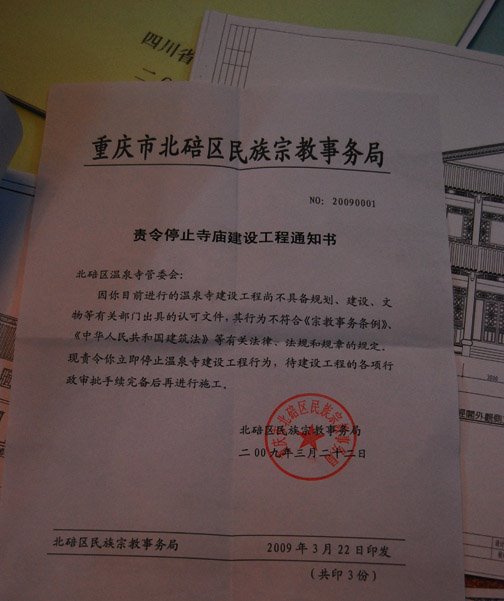 四川省
二0
重庆市北碚区民族宗教事务局
NO: 20090001
责令停止寺庙建设工程通知书
北碚区温泉寺管委会:
因你目前进行的温泉寺建设工程尚不具备规划、建设、文
物等有关部门出具的认可文件,其行为不符合《宗教事务条例》、
《中华人民共和国建筑法》等有关法律、法规和规章的规定。
现责令你立即停止温泉寺建设工程行为,待建设工程的各项行
政审批手续完备后再进行施工。
北碚区民族宗教事务局
二00九年三月二十二日
北碚区民族宗教事务局 2009年3月22日印发
(共印3份)